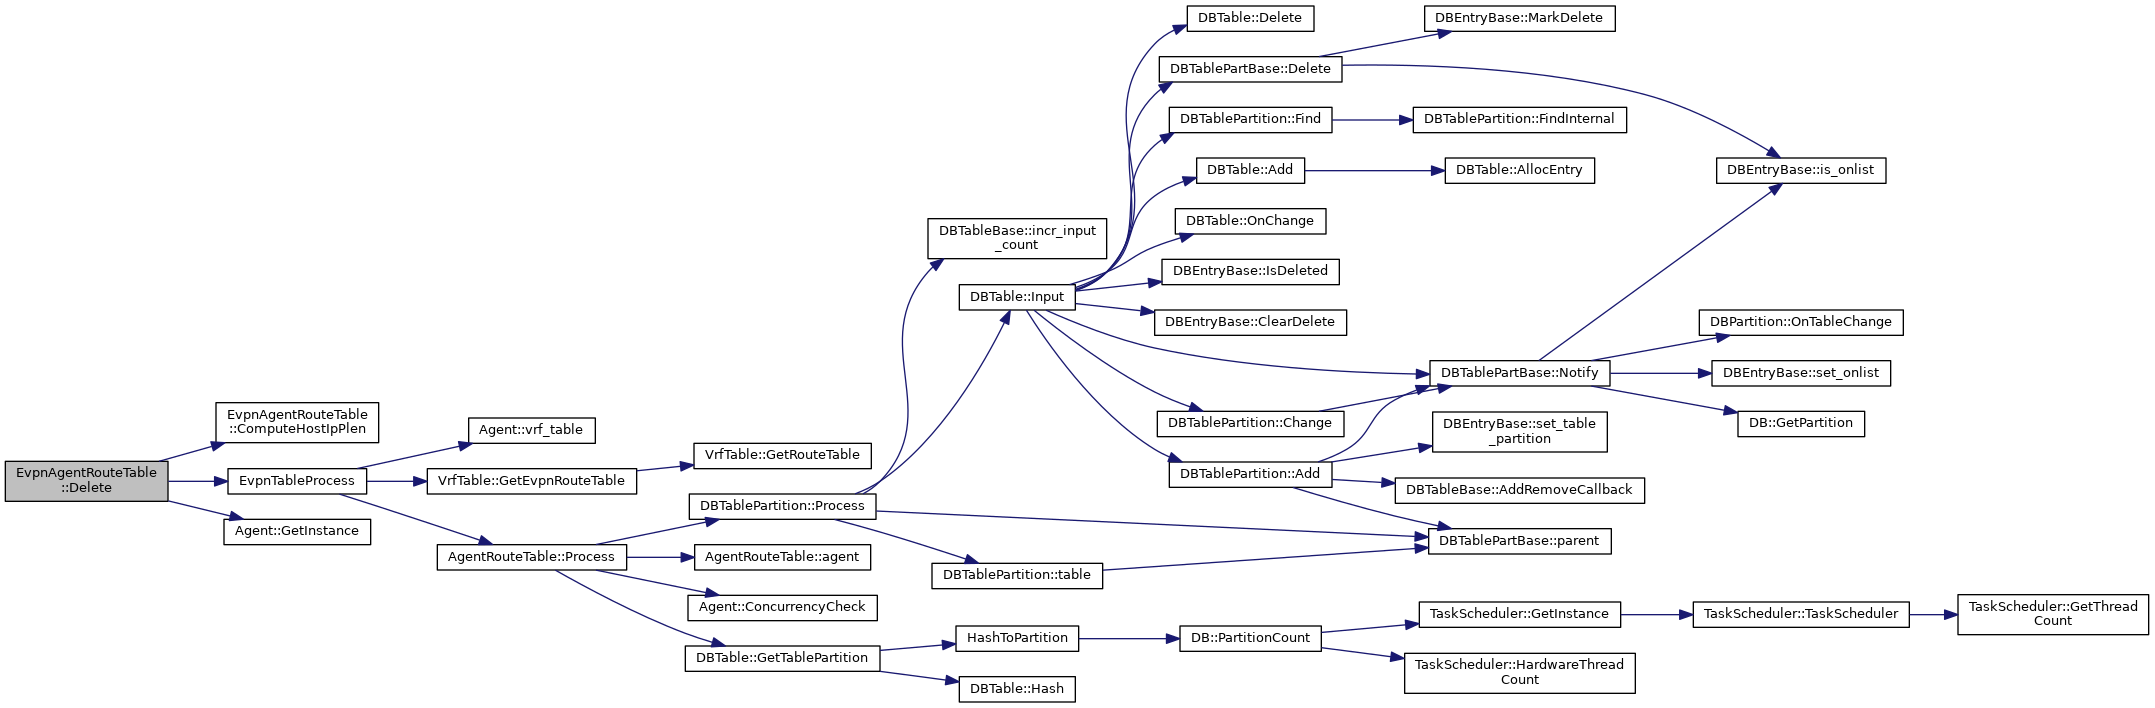 EvpnAgentRouteTable
::Delete
EvpnAgentRouteTable
::ComputeHostIpPlen
EvpnTableProcess
Agent::GetInstance
Agent::vrf_table
VrfTable::GetEvpnRouteTable
VrfTable::GetRouteTable
AgentRouteTable::Process
DBTablePartition::Process
AgentRouteTable::agent
Agent::ConcurrencyCheck
DBTable::GetTablePartition
DBTableBase::incr_input
_count
DBTable::Input
DBTablePartition::table
HashToPartition
DBTable::Hash
DBTable::Delete
DBTablePartBase::Delete
DBTablePartition::Find
DBTable::Add
DBTable::OnChange
DBEntryBase::IsDeleted
DBEntryBase::ClearDelete
DBTablePartition::Change
DBTablePartition::Add
DB::PartitionCount
DBEntryBase::MarkDelete
DBTablePartition::FindInternal
DBTable::AllocEntry
DBTablePartBase::Notify
DBEntryBase::set_table
_partition
DBTableBase::AddRemoveCallback
DBTablePartBase::parent
TaskScheduler::GetInstance
TaskScheduler::HardwareThread
Count
DBEntryBase::is_onlist
DBPartition::OnTableChange
DBEntryBase::set_onlist
DB::GetPartition
TaskScheduler::TaskScheduler
TaskScheduler::GetThread
Count